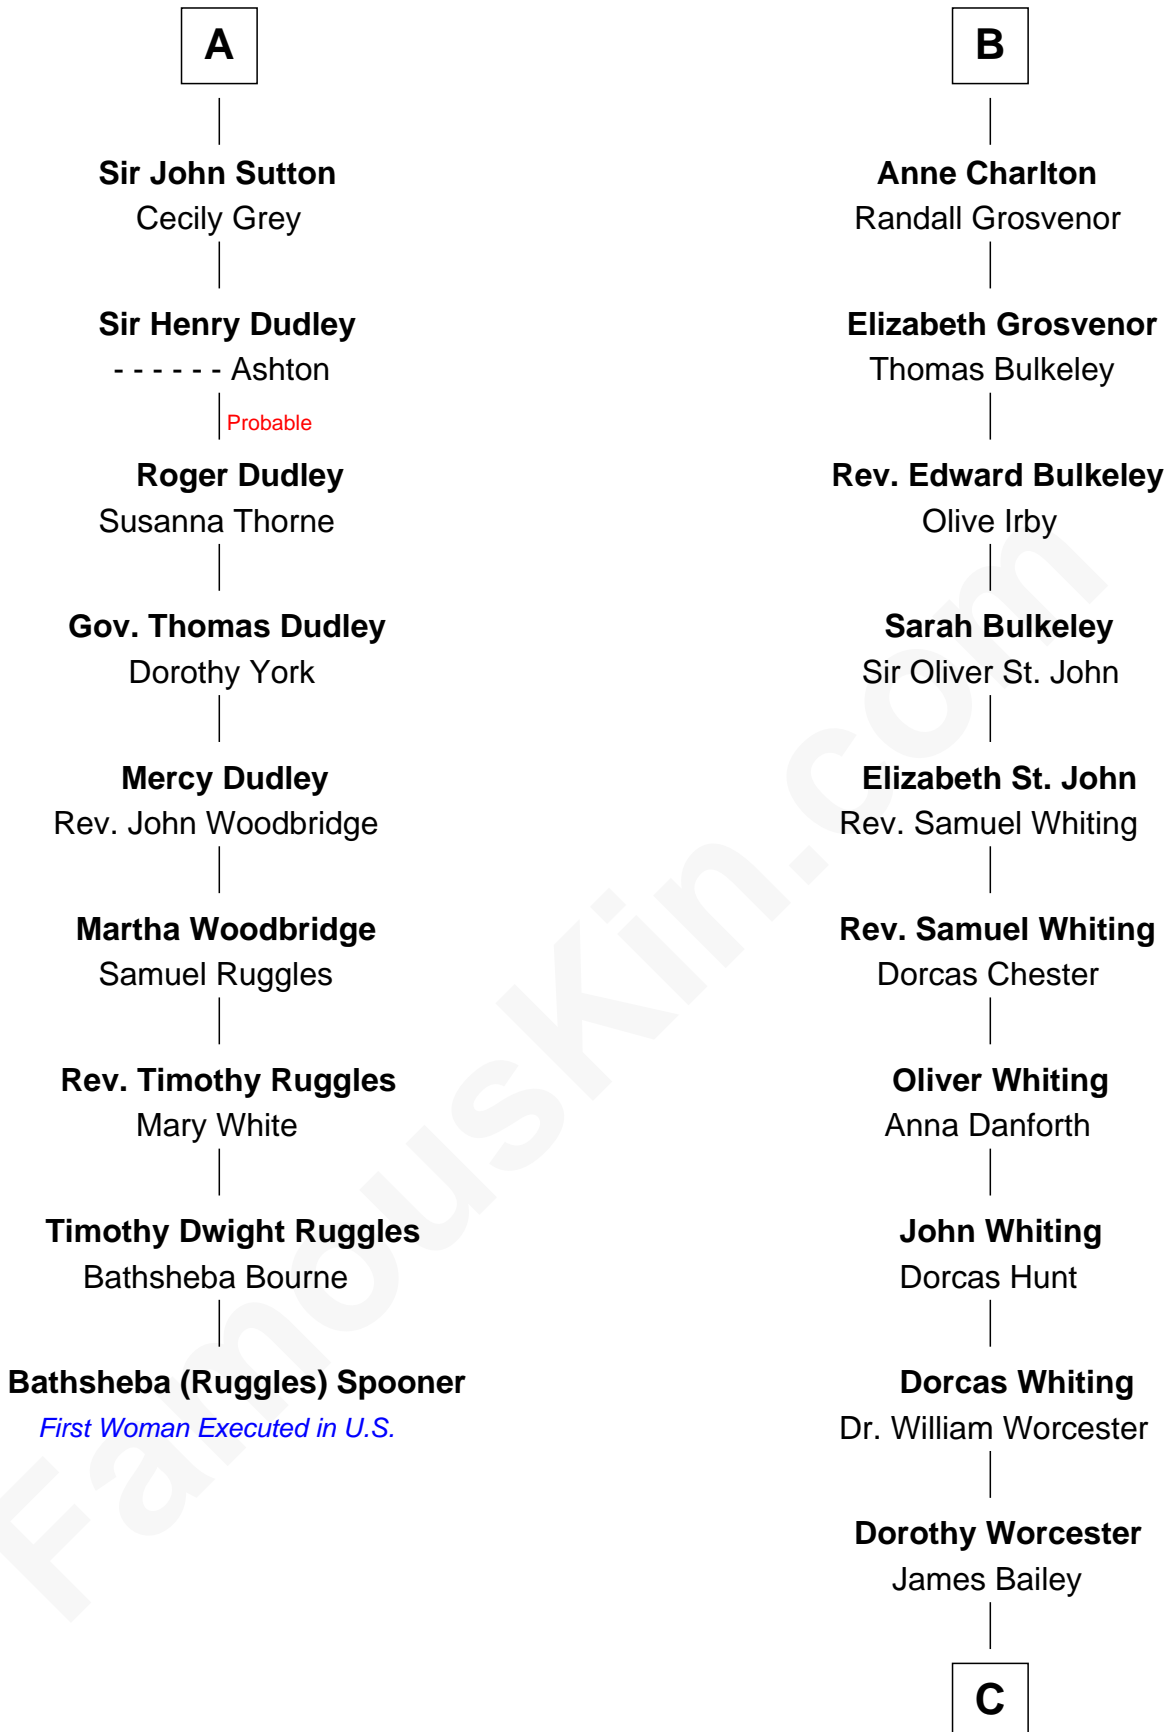 A
Sir John Sutton
Cecily Grey
Sir Henry Dudley
- - - - - - Ashton
Probable
Roger Dudley
Susanna Thorne
Gov. Thomas Dudley
Dorothy York
Mercy Dudley
Rev. John Woodbridge
Martha Woodbridge
Samuel Ruggles
Rev. Timothy Ruggles
Mary White
Timothy Dwight Ruggles
Bathsheba Bourne
Bathsheba (Ruggles) Spooner
First Woman Executed in U.S.
B
Anne Charlton
Randall Grosvenor
Elizabeth Grosvenor
Thomas Bulkeley
Rev. Edward Bulkeley
Olive Irby
Sarah Bulkeley
Sir Oliver St. John
Elizabeth St. John
Rev. Samuel Whiting
Rev. Samuel Whiting
Dorcas Chester
Oliver Whiting
Anna Danforth
John Whiting
Dorcas Hunt
Dorcas Whiting
Dr. William Worcester
Dorothy Worcester
James Bailey
C
FamousKin.com